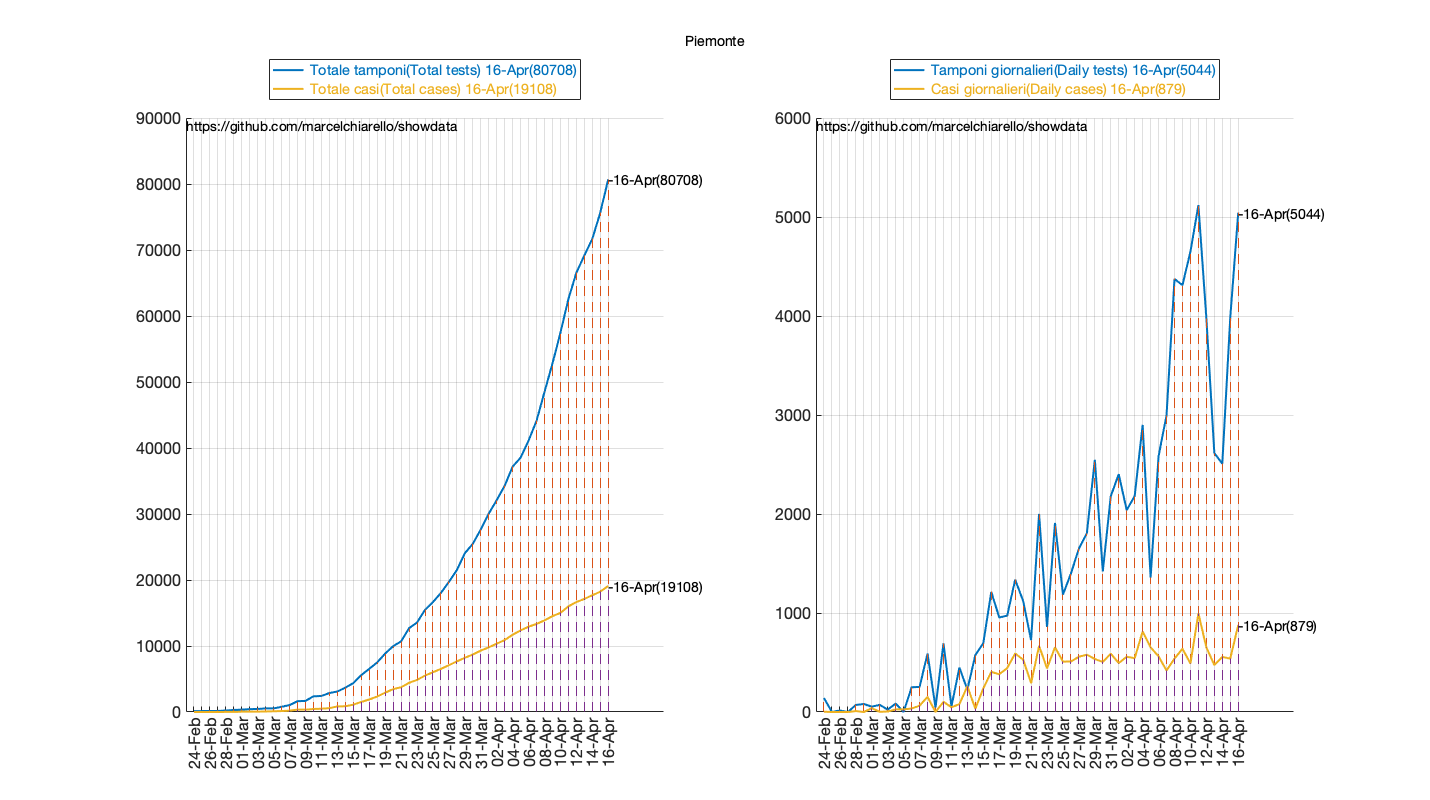 Piemonte
Totale tamponi(Total tests) 16-Apr(80708)
Totale casi(Total cases) 16-Apr(19108)
90000
https://github.com/marcelchiarello/showdata
80000
16-Apr(80708)
70000
60000
50000
40000
30000
20000
16-Apr(19108)
10000
0
24-Feb
26-Feb
28-Feb
01-Mar
03-Mar
05-Mar
07-Mar
09-Mar
11-Mar
13-Mar
15-Mar
17-Mar
19-Mar
21-Mar
23-Mar
25-Mar
27-Mar
29-Mar
31-Mar
02-Apr
04-Apr
06-Apr
08-Apr
10-Apr
12-Apr
14-Apr
16-Apr
Tamponi giornalieri(Daily tests) 16-Apr(5044)
Casi giornalieri(Daily cases) 16-Apr(879)
6000
https://github.com/marcelchiarello/showdata
5000
16-Apr(5044)
4000
3000
2000
1000
16-Apr(879)
0
24-Feb
26-Feb
28-Feb
01-Mar
03-Mar
05-Mar
07-Mar
09-Mar
11-Mar
13-Mar
15-Mar
17-Mar
19-Mar
21-Mar
23-Mar
25-Mar
27-Mar
29-Mar
31-Mar
02-Apr
04-Apr
06-Apr
08-Apr
10-Apr
12-Apr
14-Apr
16-Apr